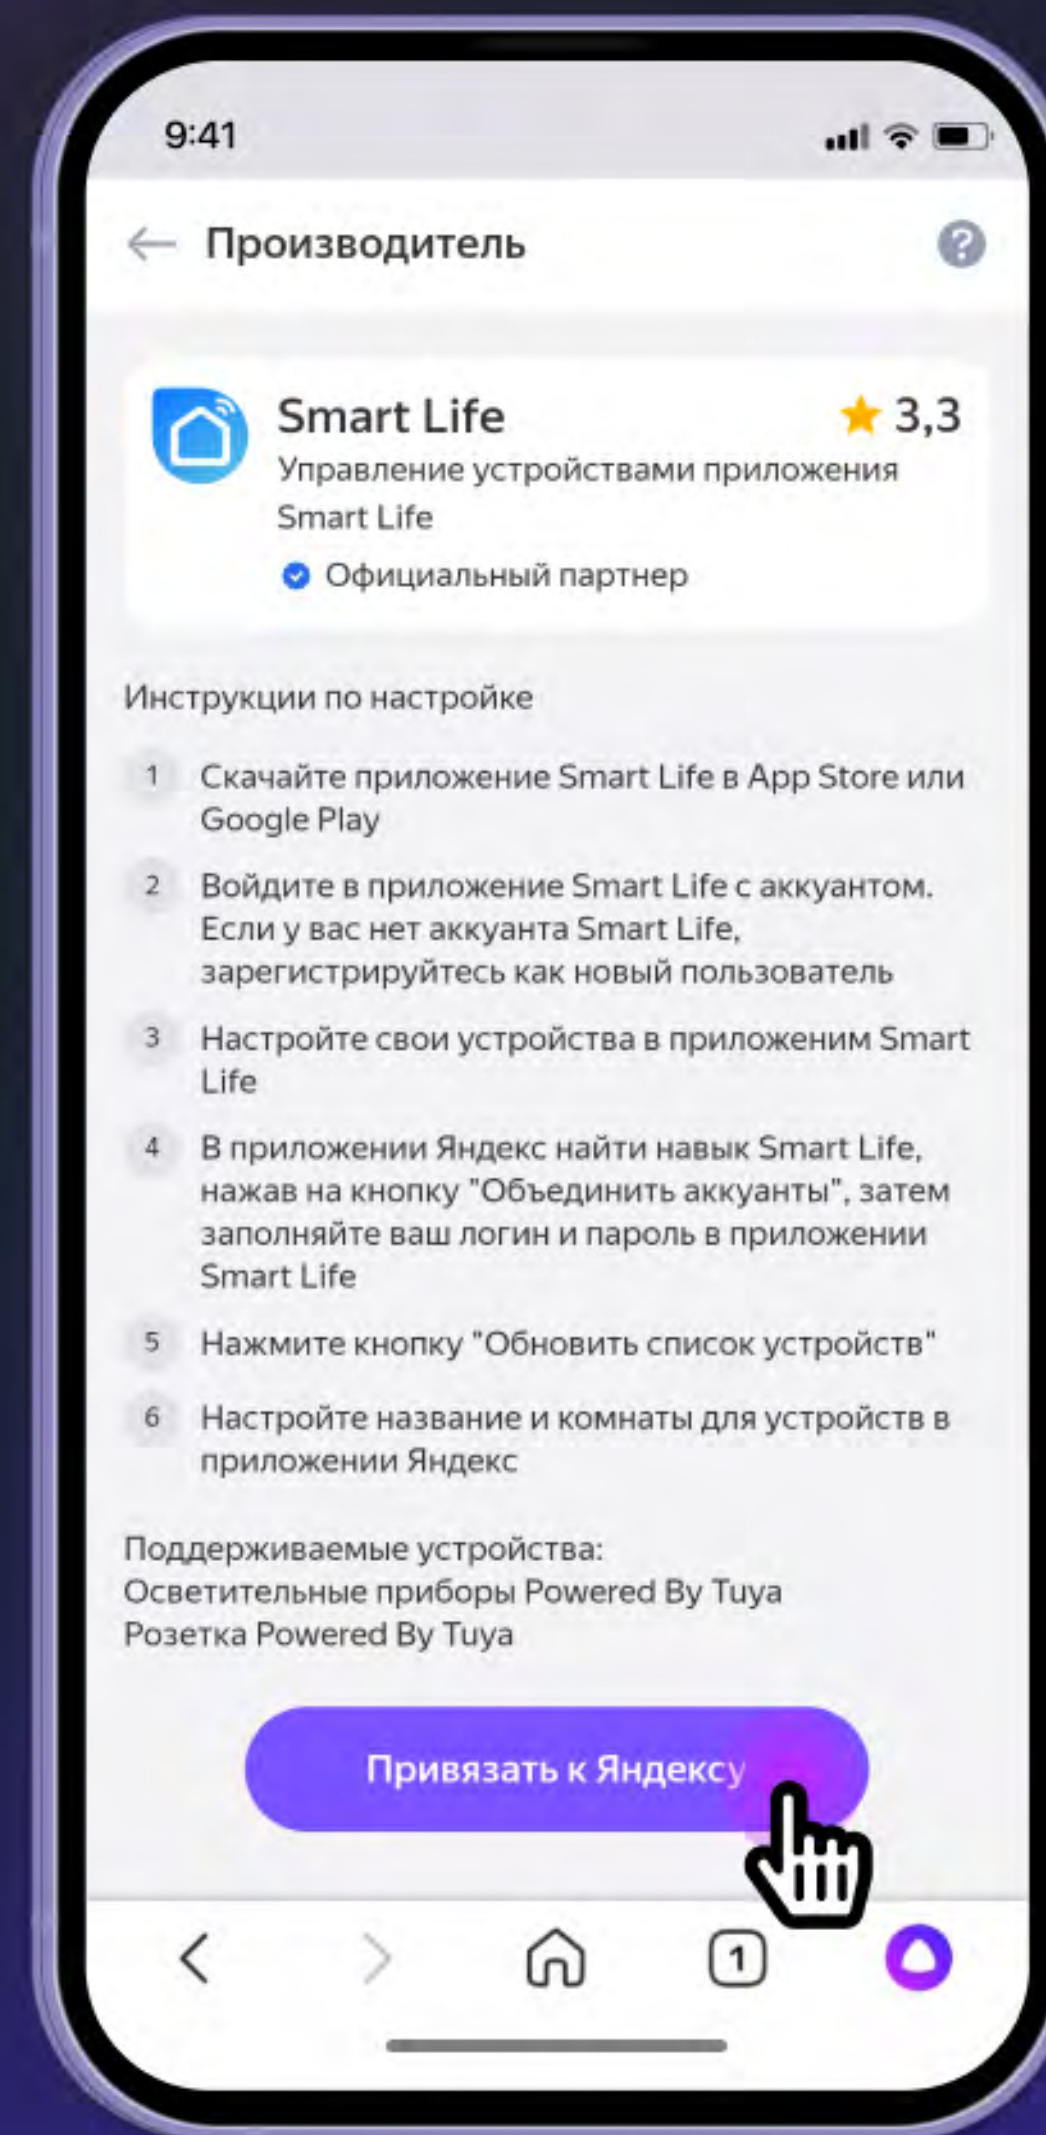 9:41
Производитель
?
Smart Life
3,3
Управление устройствами приложения
Smart Life
Официальный партнер
Инструкции по настройке
1 Скачайте приложение Smart Life в App Store или
Google Play
2 Войдите в приложение Smart Life с аккуантом.
Если у вас нет аккуанта Smart Life,
зарегистрируйтесь как новый пользователь
3 Настройте свои устройства в приложеним Smart
Life
4 В приложении Яндекс найти навык Smart Life,
нажав на кнопку "Объединить аккуанты", затем
заполняйте ваш логин и пароль в приложении
Smart Life
5 Нажмите кнопку "Обновить список устройств"
6 Настройте название и комнаты для устройств в
приложении Яндекс
Поддерживаемые устройства:
Осветительные приборы Powered By Tuya
Розетка Powered By Tuya
Привязать к Яндексу
1